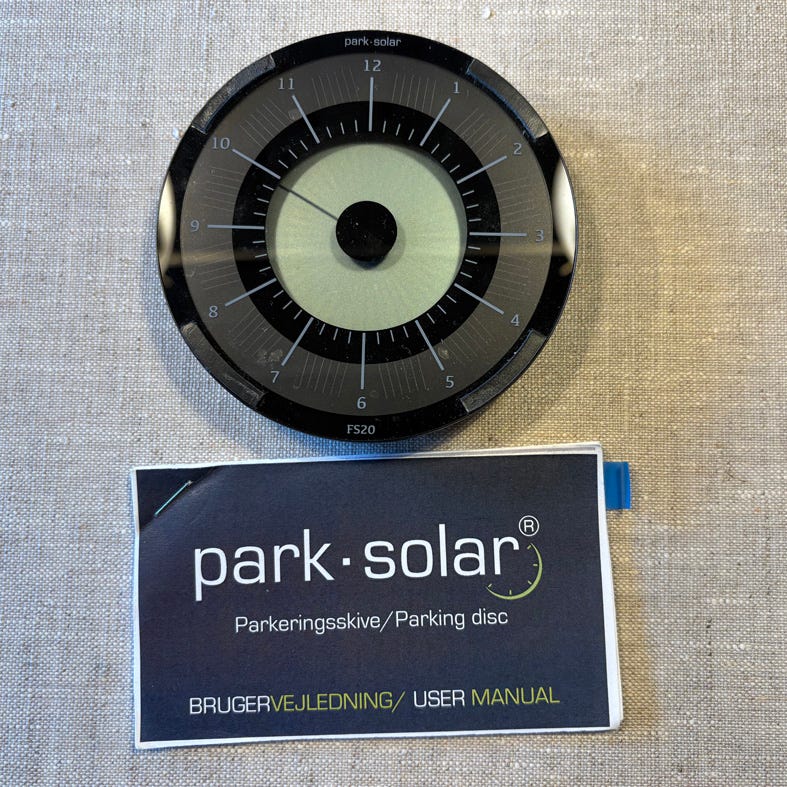 park·solar
12
11
1
10
2
9
3
8
4
7
5
6
FS20
park·solar®
Parkeringsskive/Parking disc
BRUGERVEJLEDNING/ USER MANUAL